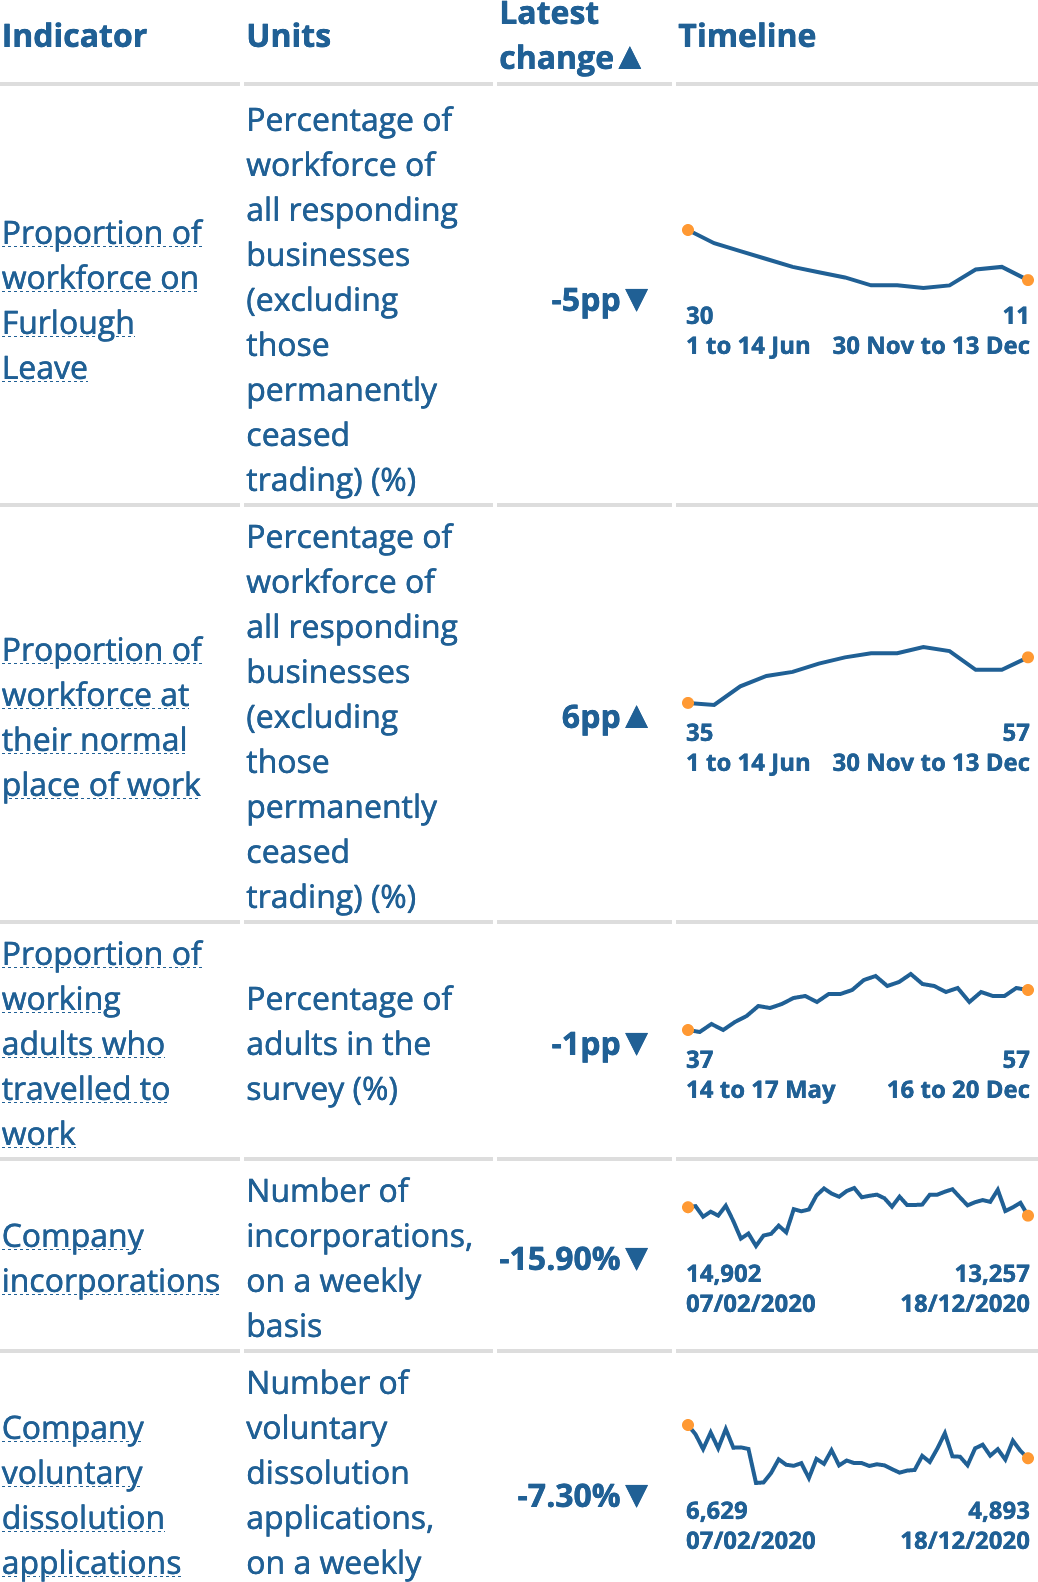 Indicator
Units
Latest
change▲
Timeline
Proportion of
workforce on
Furlough
Leave
Percentage of
workforce of
all responding
businesses
(excluding
those
permanently
ceased
trading) (%)
-5pp▼
30
11
1 to 14 Jun
30 Nov to 13 Dec
Proportion of
workforce at
their normal
place of work
Percentage of
workforce of
all responding
businesses
(excluding
those
permanently
ceased
trading) (%)
6pp▲
35
57
1 to 14 Jun
30 Nov to 13 Dec
Proportion of
working
adults who
travelled to
work
Percentage of
adults in the
survey (%)
-1pp▼
37
57
14 to 17 May
16 to 20 Dec
Company
incorporations
Number of
incorporations,
on a weekly
basis
-15.90%▼
14,902
13,257
07/02/2020
18/12/2020
Company
voluntary
dissolution
applications
Number of
voluntary
dissolution
applications,
on a weekly
-7.30%▼
6,629
4,893
07/02/2020
18/12/2020